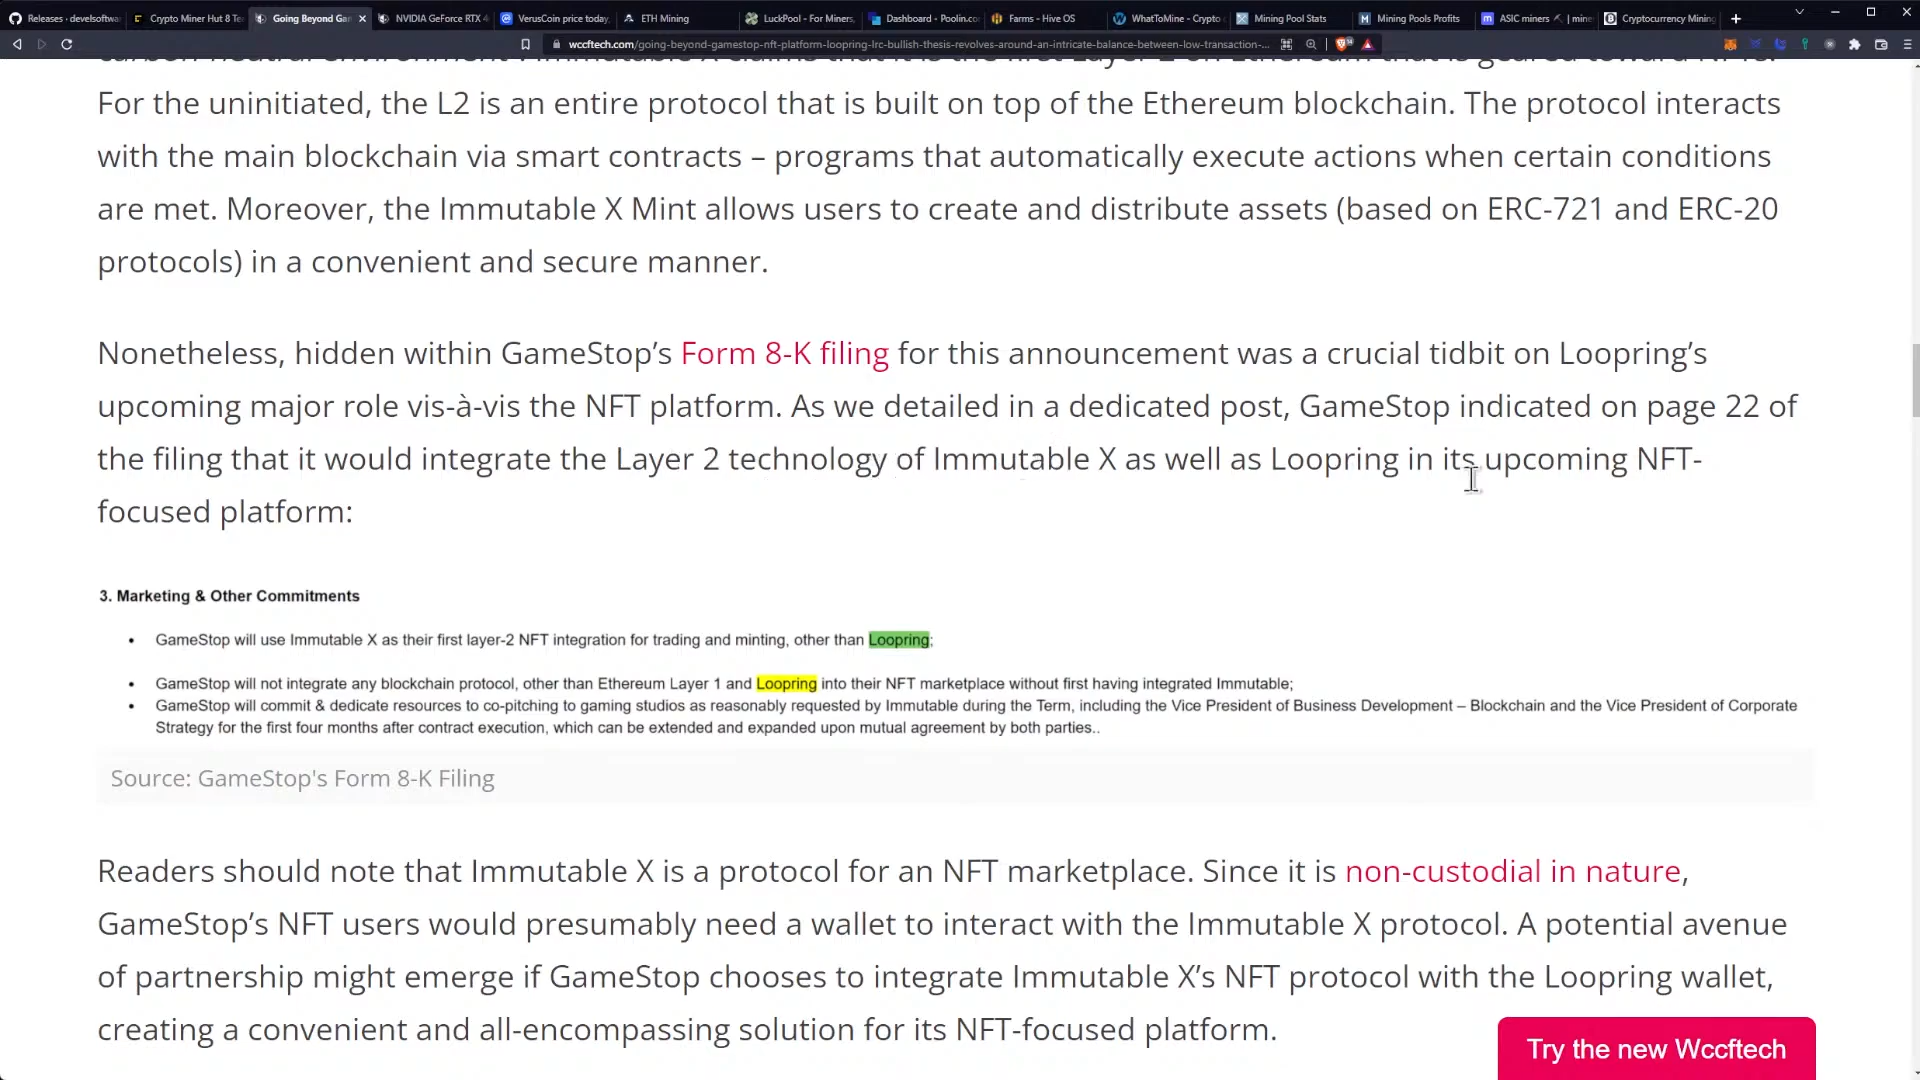 Releases · develsoftwa
Crypto Miner Hut 8 Te
Going Beyond Gar
NVIDIA GeForce RTX 4
VerusCoin price today,
ETH Mining
LuckPool - For Miners,
Dashboard - Poolin.co
Farms - Hive OS
WhatToMine - Crypto
Mining Pool Stats
Mining Pools Profits
ASIC miners
mine
Cryptocurrency Mining
wccftech.com/going-beyond-gamestop-nft-platform-loopring-lrc-bullish-thesis-revolves-around-an-intricate-balance-between-low-transaction-...
For the uninitiated, the L2 is an entire protocol that is built on top of the Ethereum blockchain. The protocol interacts
with the main blockchain via smart contracts – programs that automatically execute actions when certain conditions
are met. Moreover, the Immutable X Mint allows users to create and distribute assets (based on ERC-721 and ERC-20
protocols) in a convenient and secure manner.
Nonetheless, hidden within GameStop’s Form 8-K filing for this announcement was a crucial tidbit on Loopring’s
upcoming major role vis-à-vis the NFT platform. As we detailed in a dedicated post, GameStop indicated on page 22 of
the filing that it would integrate the Layer 2 technology of Immutable X as well as Loopring in its upcoming NFT-
focused platform:
3. Marketing & Other Commitments
• GameStop will use Immutable X as their first layer-2 NFT integration for trading and minting, other than Loopring;
• GameStop will not integrate any blockchain protocol, other than Ethereum Layer 1 and Loopring into their NFT marketplace without first having integrated Immutable;
• GameStop will commit & dedicate resources to co-pitching to gaming studios as reasonably requested by Immutable during the Term, including the Vice President of Business Development – Blockchain and the Vice President of Corporate
Strategy for the first four months after contract execution, which can be extended and expanded upon mutual agreement by both parties..
Source: GameStop's Form 8-K Filing
Readers should note that Immutable X is a protocol for an NFT marketplace. Since it is non-custodial in nature,
GameStop’s NFT users would presumably need a wallet to interact with the Immutable X protocol. A potential avenue
of partnership might emerge if GameStop chooses to integrate Immutable X’s NFT protocol with the Loopring wallet,
creating a convenient and all-encompassing solution for its NFT-focused platform.
Try the new Wccftech